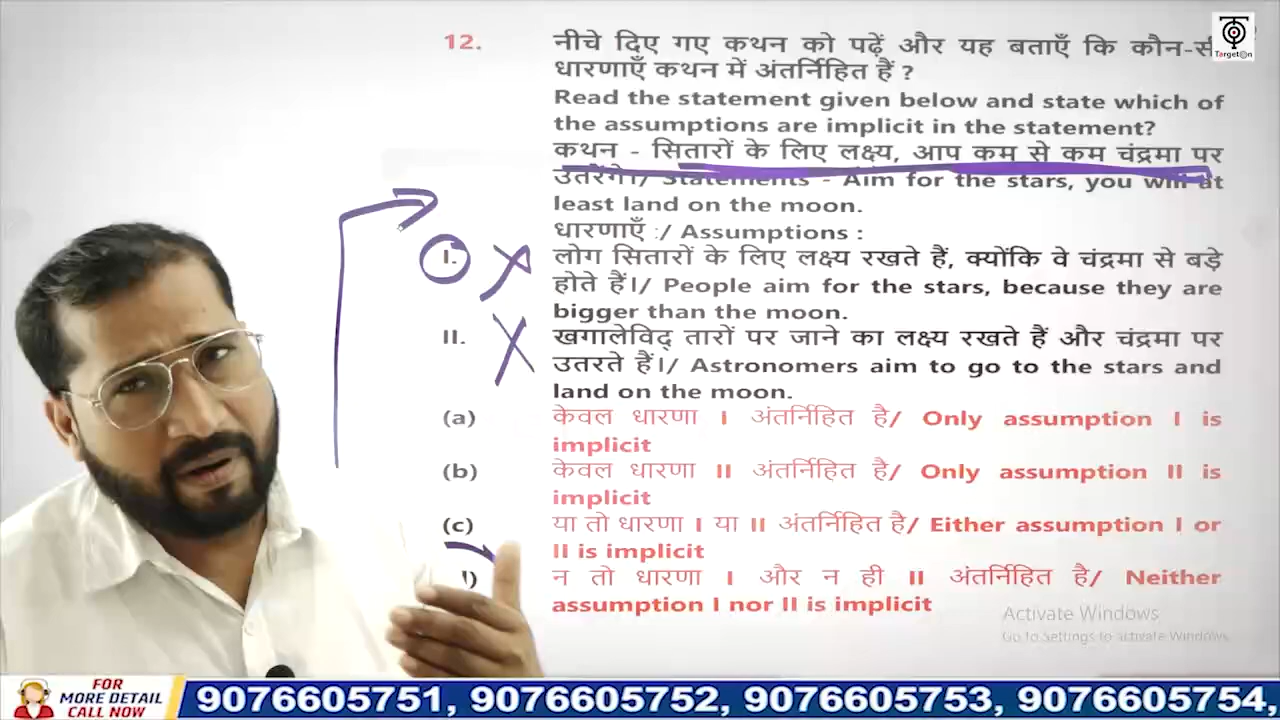 12.
नीचे दिए गए कथन को पढ़ें और यह बताएँ कि कौन-सी
धारणाएँ कथन में अंतर्निहित हैं ?
Read the statement given below and state which of
the assumptions are implicit in the statement?
कथन - सितारों के लिए लक्ष्य, आप कम से कम चंद्रमा पर
उतरेंगे।/ Statements - Aim for the stars, you will at
least land on the moon.
धारणाएँ :/ Assumptions :
I. लोग सितारों के लिए लक्ष्य रखते हैं, क्योंकि वे चंद्रमा से बड़े
होते हैं।/ People aim for the stars, because they are
bigger than the moon.
II. खगालेविद् तारों पर जाने का लक्ष्य रखते हैं और चंद्रमा पर
उतरते हैं।/ Astronomers aim to go to the stars and
land on the moon.
(a) केवल धारणा I अंतर्निहित है/ Only assumption I is
implicit
(b) केवल धारणा II अंतर्निहित है/ Only assumption II is
implicit
(c) या तो धारणा I या II अंतर्निहित है/ Either assumption I or
II is implicit
न तो धारणा I और न ही II अंतर्निहित है/ Neither
assumption I nor II is implicit
Activate Windows
Go to Settings to activate Windows.
TargetOn
FOR
MORE DETAIL
CALL NOW
9076605751, 9076605752, 9076605753, 9076605754,